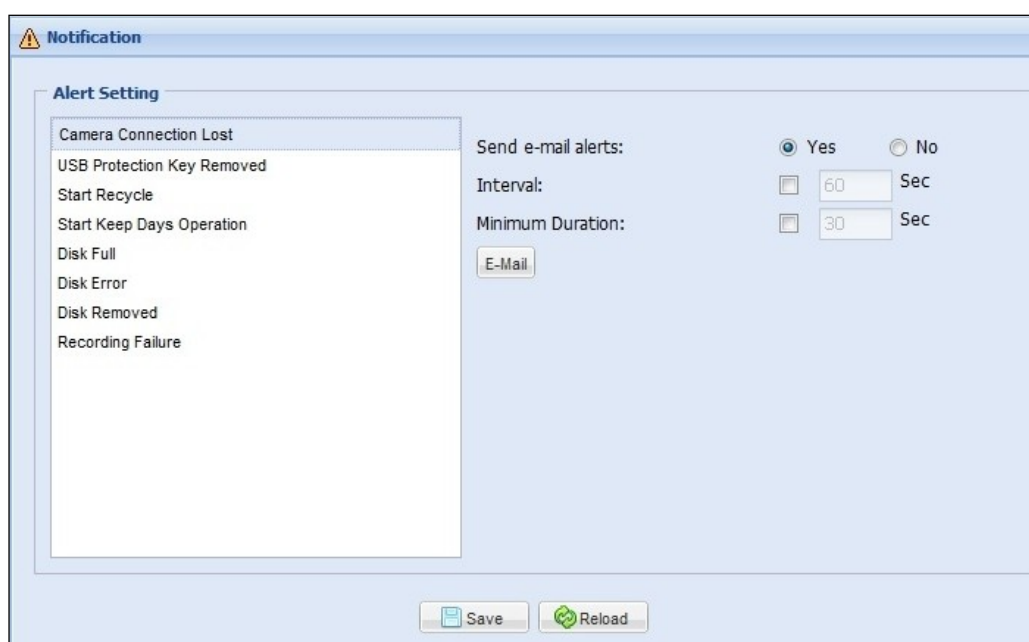 Notification
Alert Setting
Camera Connection Lost
USB Protection Key Removed
Start Recycle
Start Keep Days Operation
Disk Full
Disk Error
Disk Removed
Recording Failure
Send e-mail alerts: Yes No
Interval: 60 Sec
Minimum Duration: 30 Sec
E-Mail
Save Reload